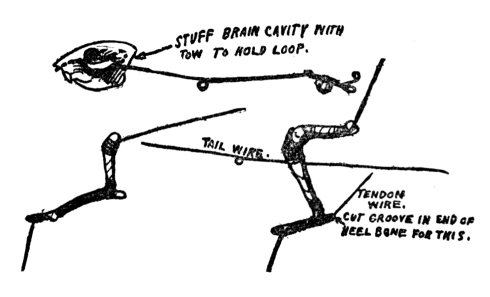 STUFF BRAIN CAVITY WITH
TOW TO HOLD LOOP.
TAIL WIRE.
TENDON
WIRE.
CUT GROOVE IN END OF
HEEL BONE FOR THIS.